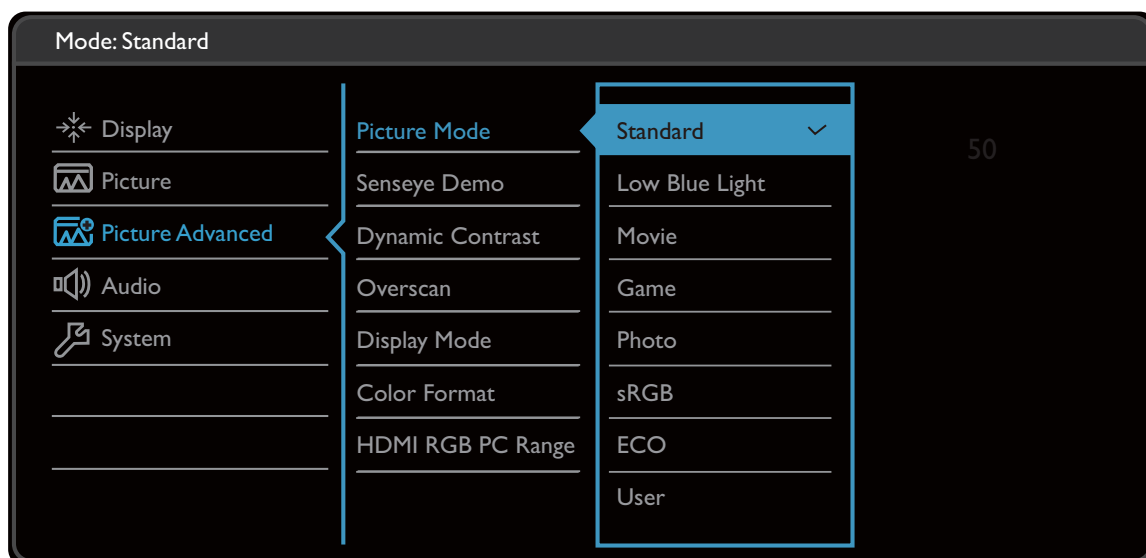 Mode: Standard
Display
Picture
Picture Advanced
Audio
System
Picture Mode
Senseye Demo
Dynamic Contrast
Overscan
Display Mode
Color Format
HDMI RGB PC Range
Standard
Low Blue Light
Movie
Game
Photo
sRGB
ECO
User
50